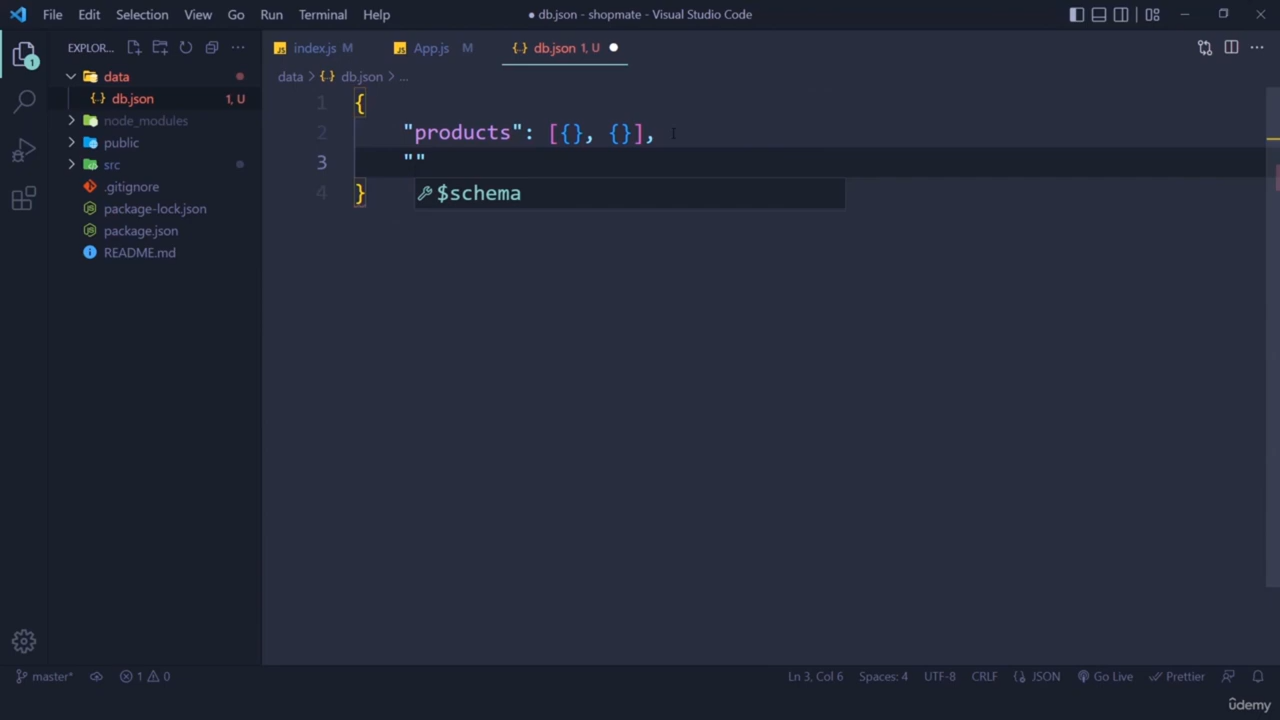 File Edit Selection View Go Run Terminal Help
db.json - shopmate - Visual Studio Code
EXPLOR...
index.js M
App.js M
db.json 1, U
data
db.json 1, U
node_modules
public
src
.gitignore
package-lock.json
package.json
README.md
data > db.json > ...
1 {
2 "products": [{}, {}],
3 ""
$schema
4 }
1
master*
1 0
Ln 3, Col 6
Spaces: 4
UTF-8
CRLF
JSON
Go Live
Prettier
ûdemy